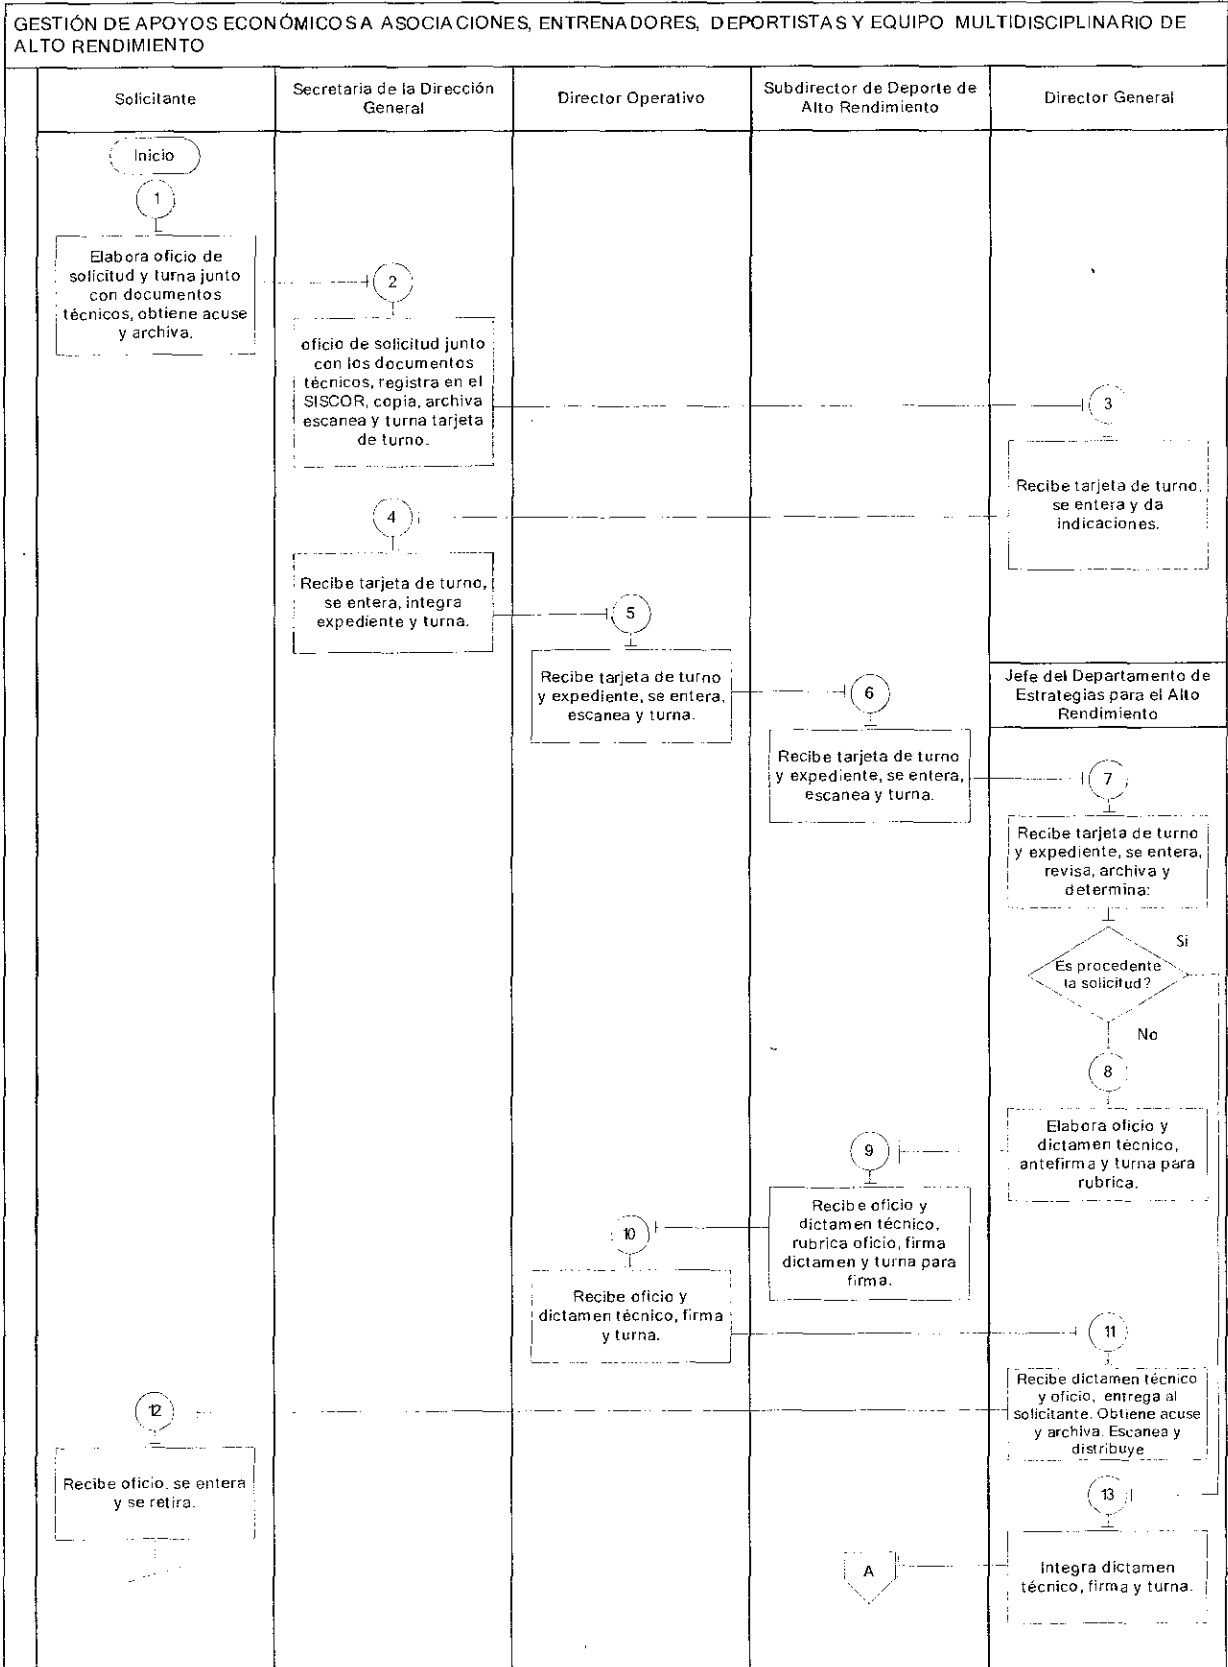 GESTIÓN DE APOYOS ECONÓMICOS A ASOCIACIONES, ENTRENADORES, DEPORTISTAS Y EQUIPO MULTIDISCIPLINARIO DE
ALTO RENDIMIENTO
Solicitante
Secretaria de la Dirección
General
Director Operativo
Subdirector de Deporte de
Alto Rendimiento
Director General
Inicio
1
Elabora oficio de
solicitud y turna junto
con documentos
técnicos, obtiene acuse
y archiva.
2
oficio de solicitud junto
con los documentos
técnicos, registra en el
SISCOR, copia, archiva
escanea y turna tarjeta
de turno.
3
Recibe tarjeta de turno,
se entera y da
indicaciones.
4
Recibe tarjeta de turno,
se entera, integra
expediente y turna.
5
Recibe tarjeta de turno
y expediente, se entera,
escanea y turna.
6
Recibe tarjeta de turno
y expediente, se entera,
escanea y turna.
Jefe del Departamento de
Estrategias para el Alto
Rendimiento
7
Recibe tarjeta de turno
y expediente, se entera,
revisa, archiva y
determina:
Es procedente
la solicitud?
Si
No
8
Elabora oficio y
dictamen técnico,
antefirma y turna para
rubrica.
9
Recibe oficio y
dictamen técnico,
rubrica oficio, firma
dictamen y turna para
firma.
10
Recibe oficio y
dictamen técnico, firma
y turna.
11
Recibe dictamen técnico
y oficio, entrega al
solicitante. Obtiene acuse
y archiva. Escanea y
distribuye
12
Recibe oficio, se entera
y se retira.
13
Integra dictamen
técnico, firma y turna.
A